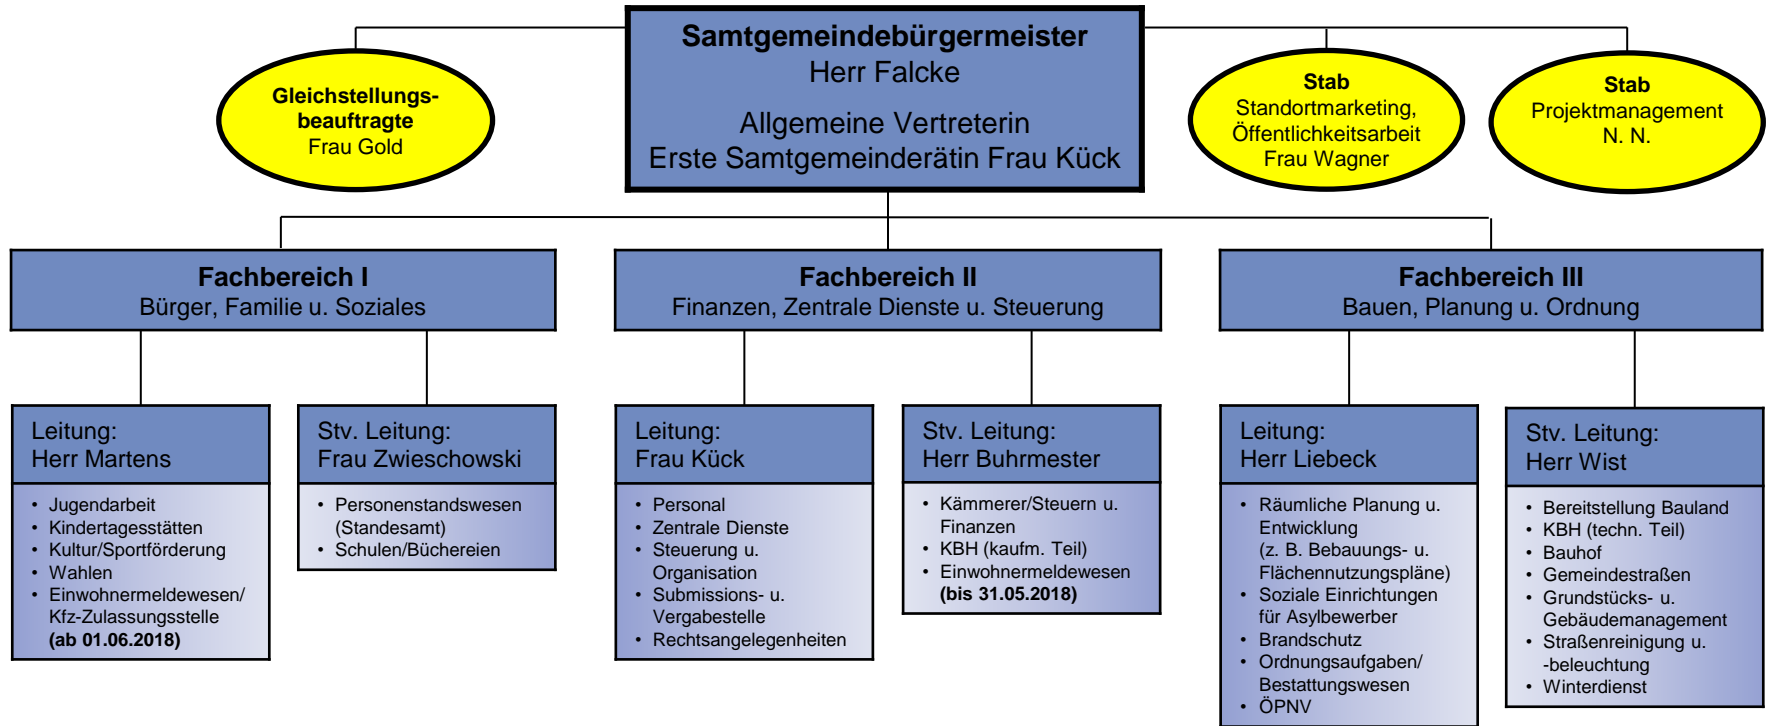 Samtgemeindebürgermeister
Herr Falcke
Allgemeine Vertreterin
Erste Samtgemeinderätin Frau Kück
Gleichstellungs-
beauftragte
Frau Gold
Stab
Standortmarketing,
Öffentlichkeitsarbeit
Frau Wagner
Stab
Projektmanagement
N. N.
Fachbereich I
Bürger, Familie u. Soziales
Fachbereich II
Finanzen, Zentrale Dienste u. Steuerung
Fachbereich III
Bauen, Planung u. Ordnung
Leitung:
Herr Martens
• Jugendarbeit
• Kindertagesstätten
• Kultur/Sportförderung
• Wahlen
• Einwohnermeldewesen/
Kfz-Zulassungsstelle
(ab 01.06.2018)
Stv. Leitung:
Frau Zwieschowski
• Personenstandswesen
(Standesamt)
• Schulen/Büchereien
Leitung:
Frau Kück
• Personal
• Zentrale Dienste
• Steuerung u.
Organisation
• Submissions- u.
Vergabestelle
• Rechtsangelegenheiten
Stv. Leitung:
Herr Buhrmester
• Kämmerer/Steuern u.
Finanzen
• KBH (kaufm. Teil)
• Einwohnermeldewesen
(bis 31.05.2018)
Leitung:
Herr Liebeck
• Räumliche Planung u.
Entwicklung
(z. B. Bebauungs- u.
Flächennutzungspläne)
• Soziale Einrichtungen
für Asylbewerber
• Brandschutz
• Ordnungsaufgaben/
Bestattungswesen
• ÖPNV
Stv. Leitung:
Herr Wist
• Bereitstellung Bauland
• KBH (techn. Teil)
• Bauhof
• Gemeindestraßen
• Grundstücks- u.
Gebäudemanagement
• Straßenreinigung u.
-beleuchtung
• Winterdienst